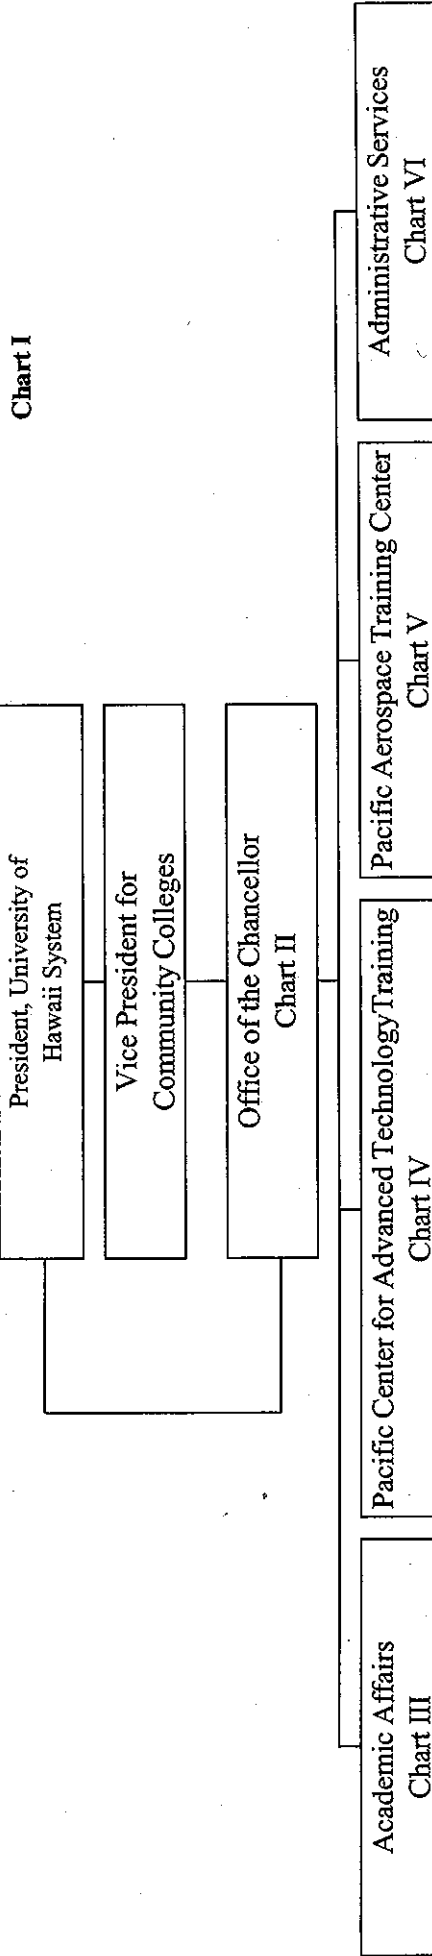 Chart I
President, University of
Hawaii System
Vice President for
Community Colleges
Office of the Chancellor
Chart II
Academic Affairs
Chart III
Pacific Center for Advanced TechnologyTraining
Chart IV
Pacific Aerospace Training Center
Chart V
Administrative Services
Chart VI